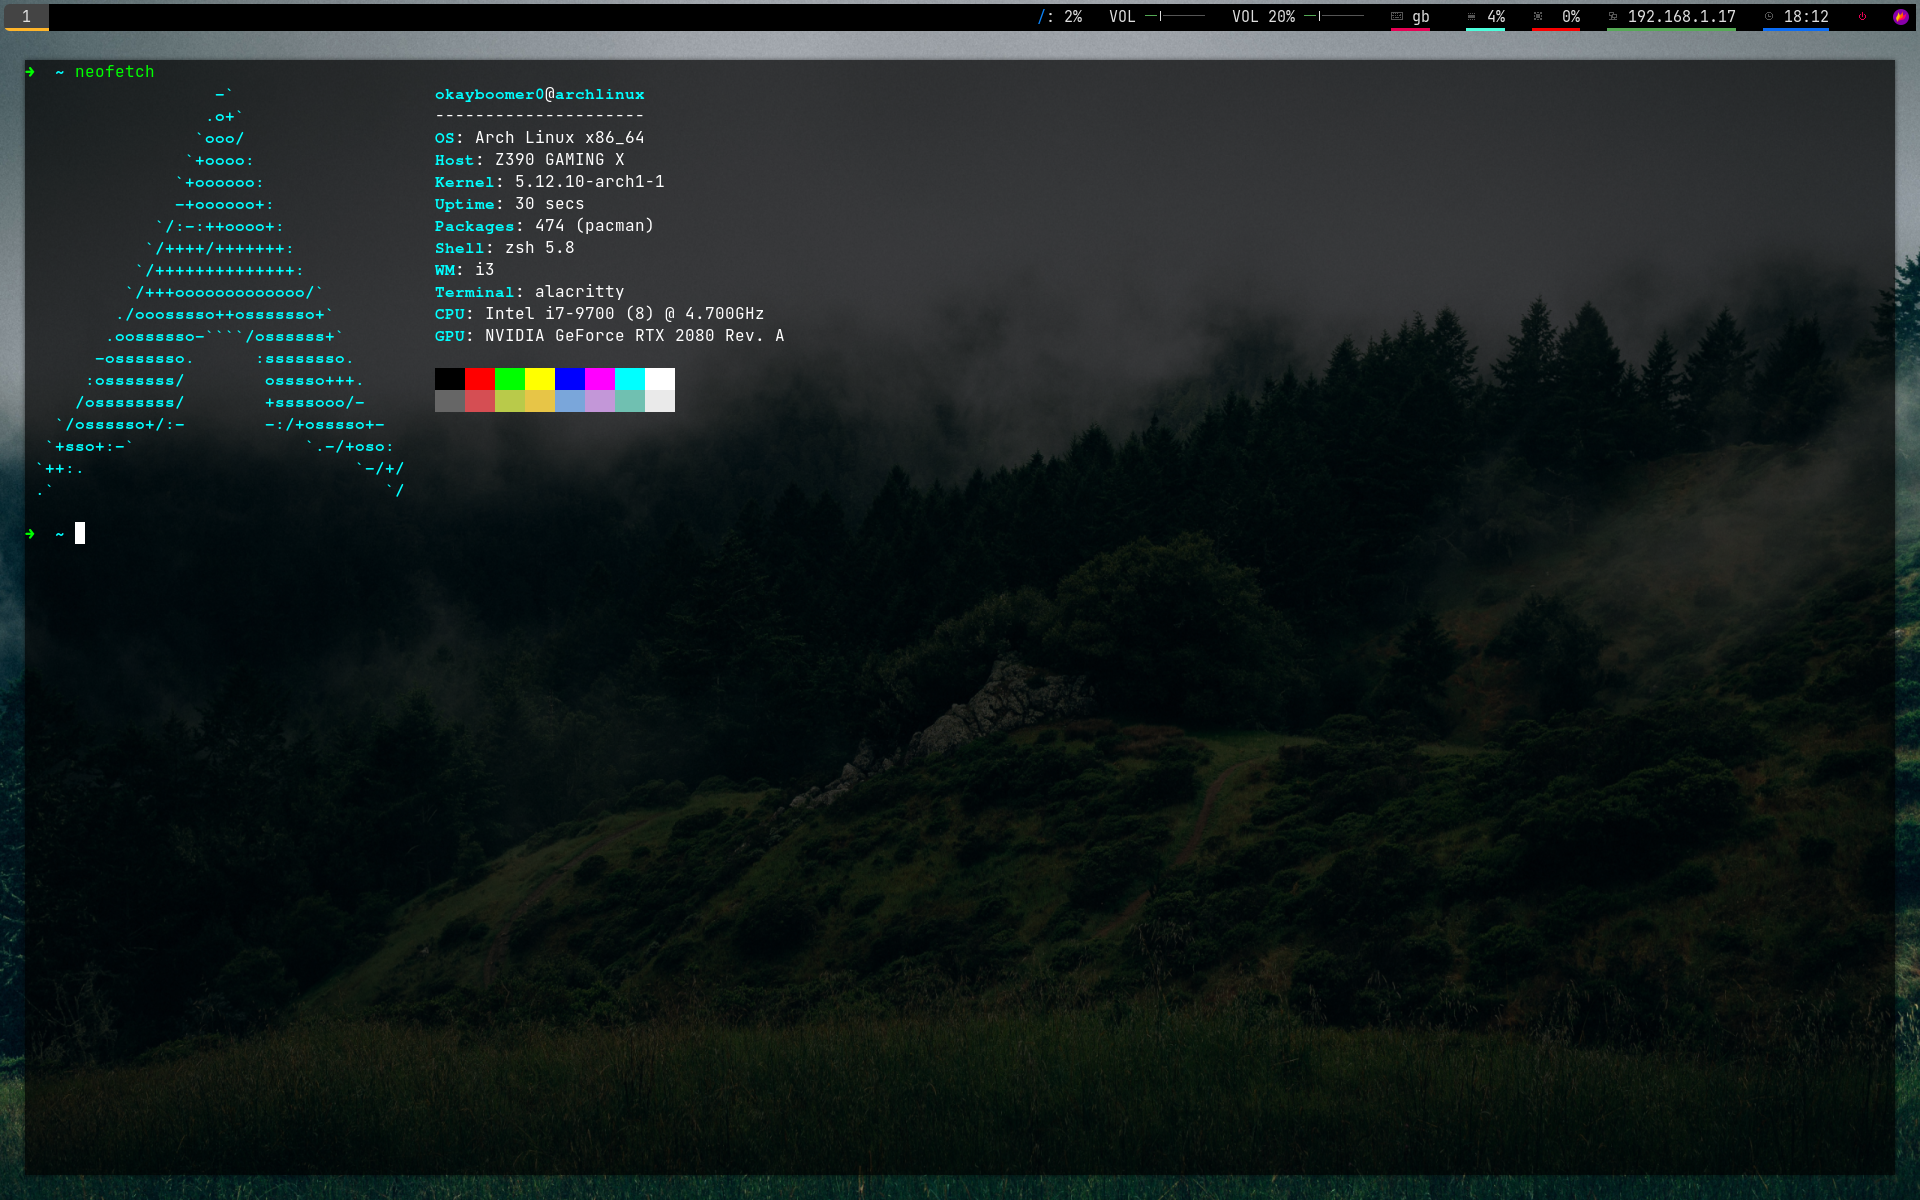 1 /: 2% VOL VOL 20% gb 4% 0% 192.168.1.17 18:12
➜ ~ neofetch
                   -`
                  .o+`
                 `ooo/
                `+oooo:
               `+oooooo:
               -+oooooo+:
             `/:-:++oooo+:
            `/++++/+++++++:
           `/++++++++++++++:
          `/+++ooooooooooooo/`
         ./ooosssso++osssssso+`
        .oossssso-````/ossssss+`
       -osssssso.      :ssssssso.
      :osssssss/        osssso+++.
     /ossssssss/        +ssssooo/-
   `/ossssso+/:-        -:/+osssso+-
  `+sso+:-`                 `.-/+oso:
 `++:.                           `-/+/
 .`                                 `/
okayboomer0@archlinux
---------------------
OS: Arch Linux x86_64
Host: Z390 GAMING X
Kernel: 5.12.10-arch1-1
Uptime: 30 secs
Packages: 474 (pacman)
Shell: zsh 5.8
WM: i3
Terminal: alacritty
CPU: Intel i7-9700 (8) @ 4.700GHz
GPU: NVIDIA GeForce RTX 2080 Rev. A
➜ ~